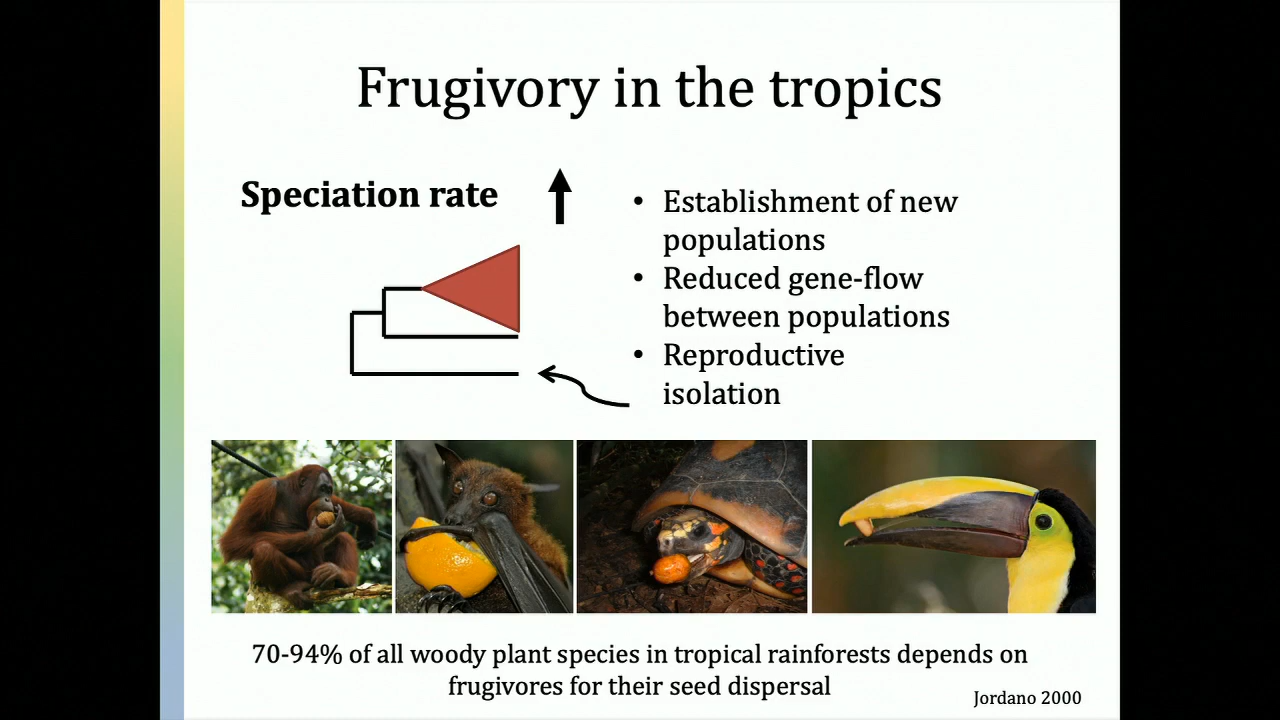 Frugivory in the tropics
Speciation rate
• Establishment of new
populations
• Reduced gene-flow
between populations
• Reproductive
isolation
70-94% of all woody plant species in tropical rainforests depends on
frugivores for their seed dispersal
Jordano 2000